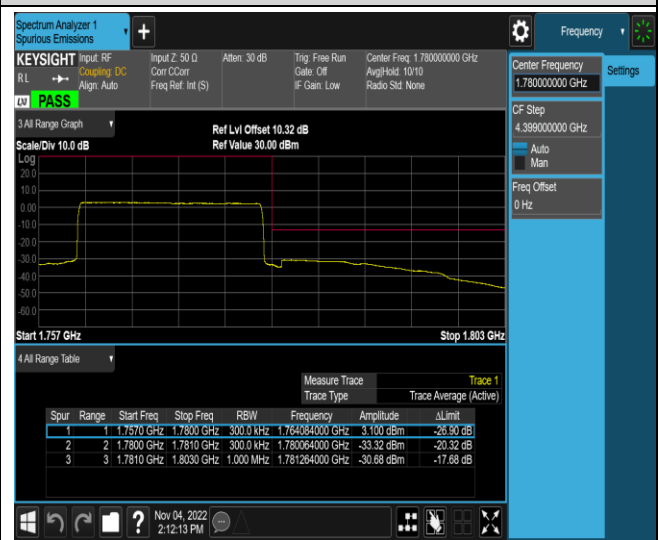 Spectrum Analyzer 1
Spurious Emissions
Frequency
KEYSIGHT Input: RF Input Z: 50 Ω Atten: 30 dB Trig: Free Run Center Freq: 1.780000000 GHz
RL Coupling: DC Corr CCorr Gate: Off Avg|Hold: 10/10
Align: Auto Freq Ref: Int (S) IF Gain: Low Radio Std: None
LXI PASS
Center Frequency
1.780000000 GHz
Settings
CF Step
4.399000000 GHz
Auto
Man
Freq Offset
0 Hz
3 All Range Graph
Ref Lvl Offset 10.32 dB
Scale/Div 10.0 dB Ref Value 30.00 dBm
Log
20.0
10.0
0.00
-10.0
-20.0
-30.0
-40.0
-50.0
-60.0
Start 1.757 GHz Stop 1.803 GHz
4 All Range Table
Measure Trace Trace 1
Trace Type Trace Average (Active)
Spur Range Start Freq Stop Freq RBW Frequency Amplitude ΔLimit
1 1 1.7570 GHz 1.7800 GHz 300.0 kHz 1.764084000 GHz 3.100 dBm -26.90 dB
2 2 1.7800 GHz 1.7810 GHz 300.0 kHz 1.780064000 GHz -33.32 dBm -20.32 dB
3 3 1.7810 GHz 1.8030 GHz 1.000 MHz 1.781264000 GHz -30.68 dBm -17.68 dB
Nov 04, 2022
2:12:13 PM